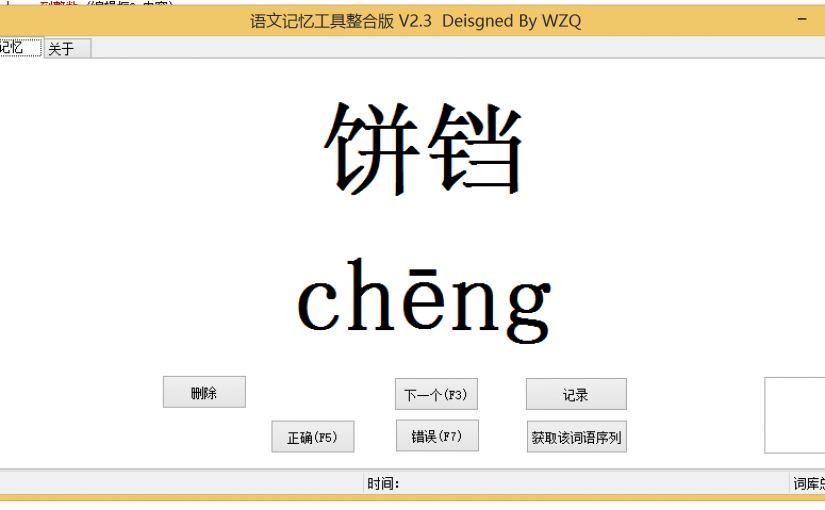 语文记忆工具整合版 V2.3 Deisgned By WZQ
记忆 关于
饼铛
chēng
删除 下一个(F3) 记录
正确(F5) 错误(F7) 获取该词语序列
时间: 词库总